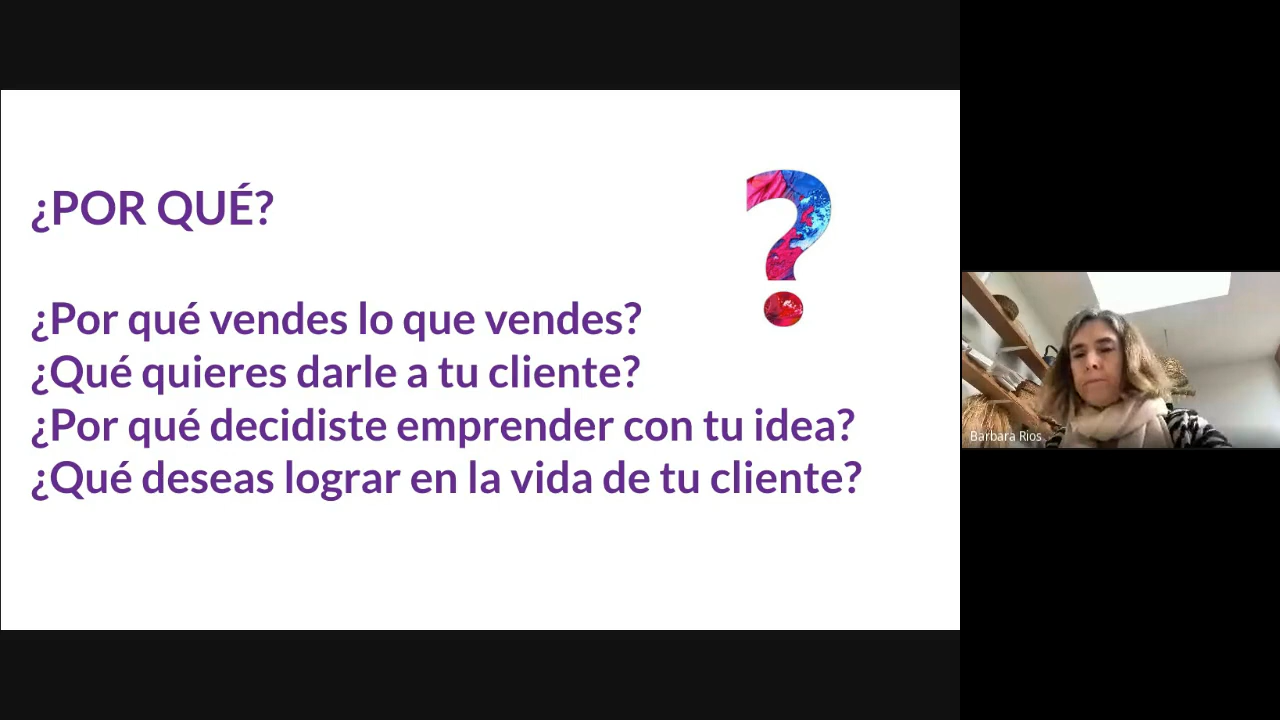 ¿POR QUÉ?
¿Por qué vendes lo que vendes?
¿Qué quieres darle a tu cliente?
¿Por qué decidiste emprender con tu idea?
¿Qué deseas lograr en la vida de tu cliente?
Barbara Rios